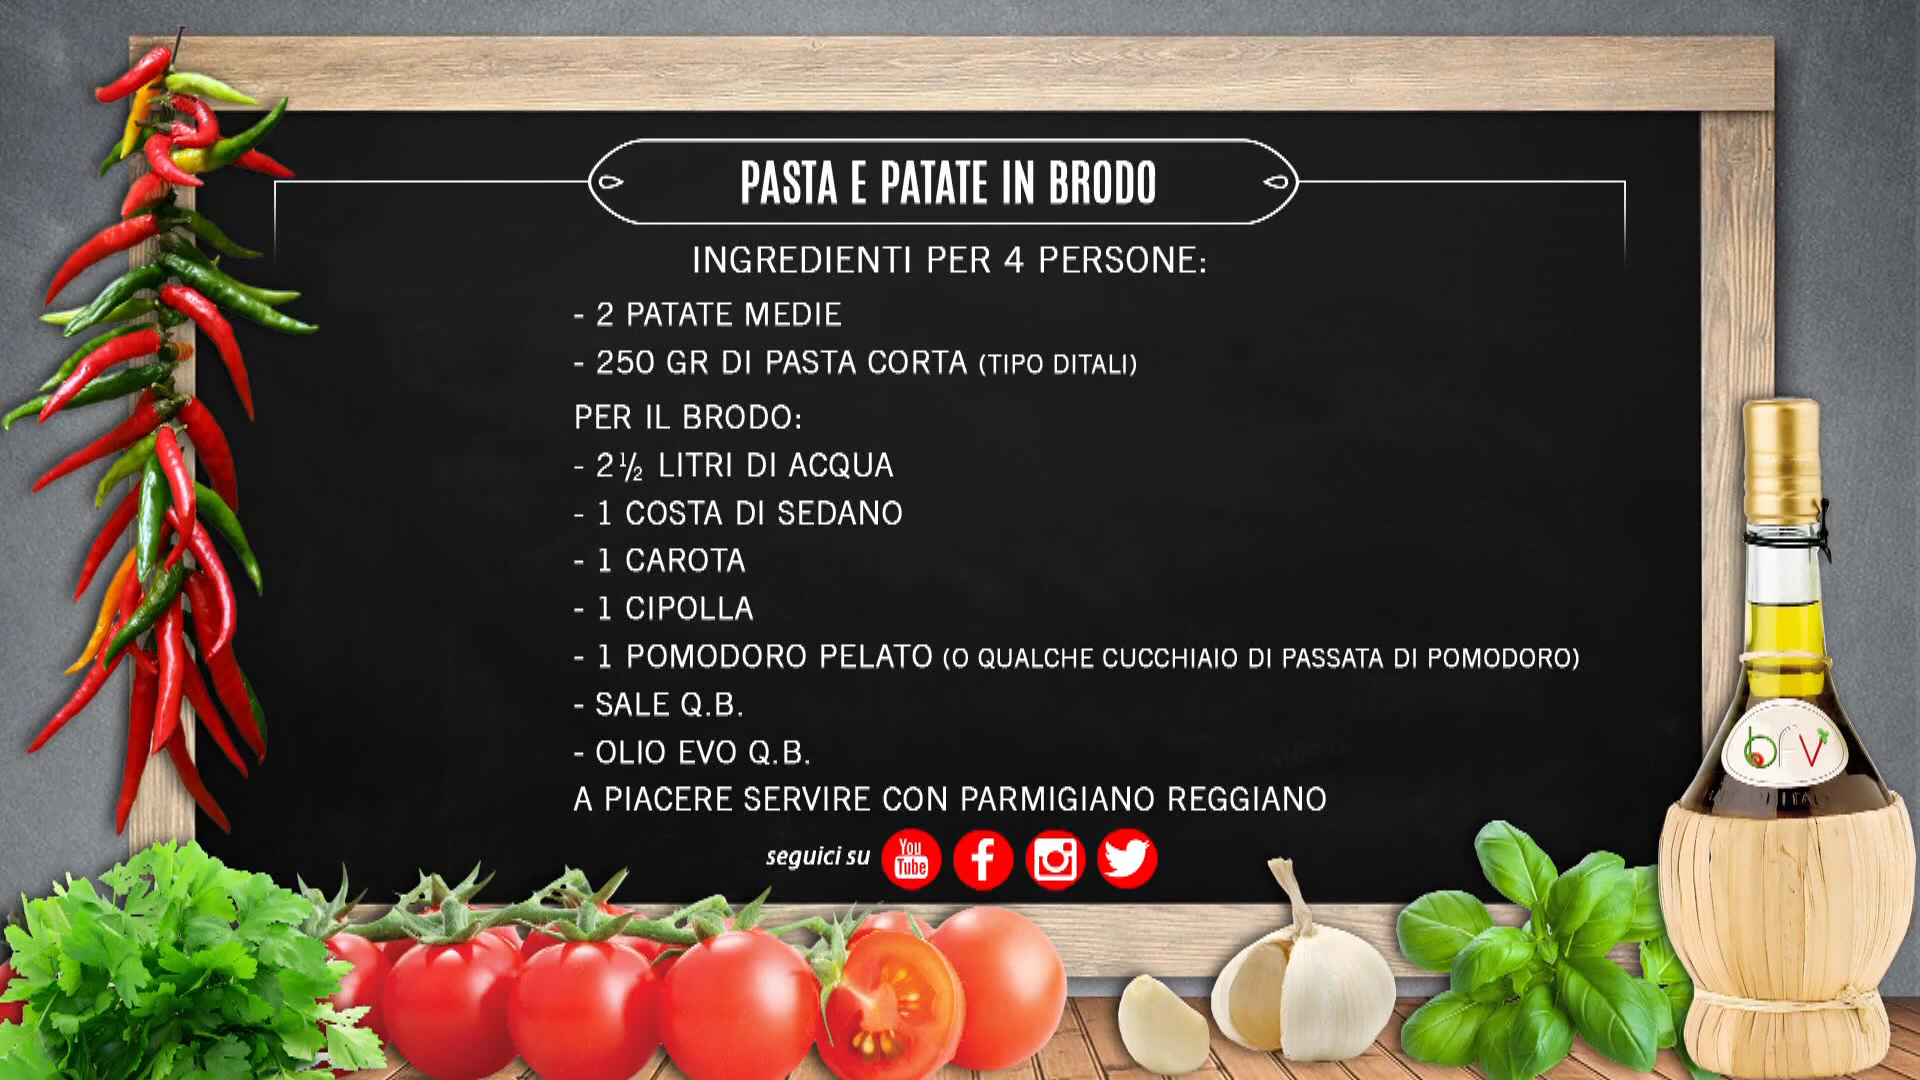 PASTA E PATATE IN BRODO
INGREDIENTI PER 4 PERSONE:
- 2 PATATE MEDIE
- 250 GR DI PASTA CORTA (TIPO DITALI)
PER IL BRODO:
- 2½ LITRI DI ACQUA
- 1 COSTA DI SEDANO
- 1 CAROTA
- 1 CIPOLLA
- 1 POMODORO PELATO (O QUALCHE CUCCHIAIO DI PASSATA DI POMODORO)
- SALE Q.B.
- OLIO EVO Q.B.
A PIACERE SERVIRE CON PARMIGIANO REGGIANO
seguici su You Tube f
bfv